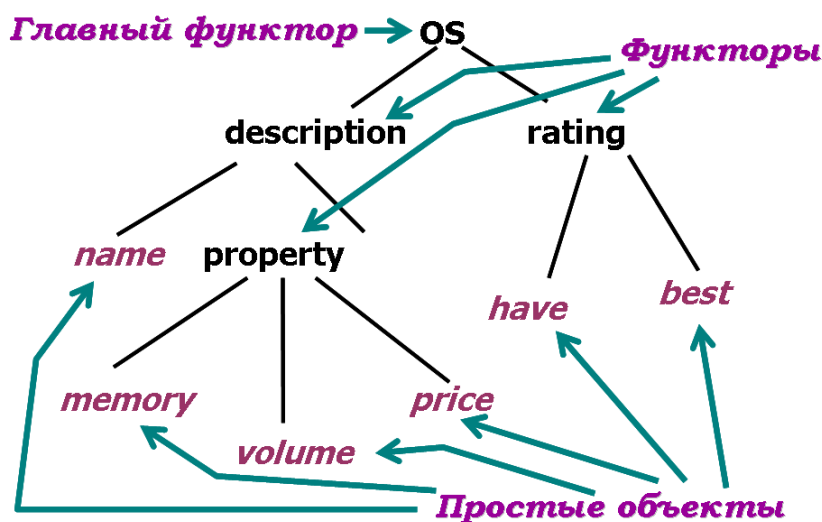 Главный функтор
OS
Функторы
description
rating
name
property
have
best
memory
price
volume
Простые объекты